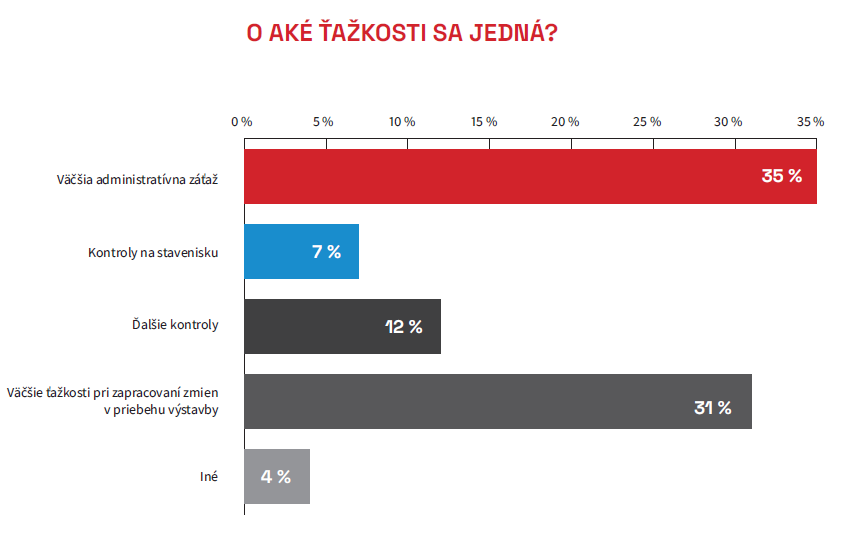 O AKÉ ŤAŽKOSTI SA JEDNÁ?
0 % 5 % 10 % 15 % 20 % 25 % 30 % 35 %
Väčšia administratívna záťaž 35 %
Kontroly na stavenisku 7 %
Ďalšie kontroly 12 %
Väčšie ťažkosti pri zapracovaní zmien
v priebehu výstavby 31 %
Iné 4 %